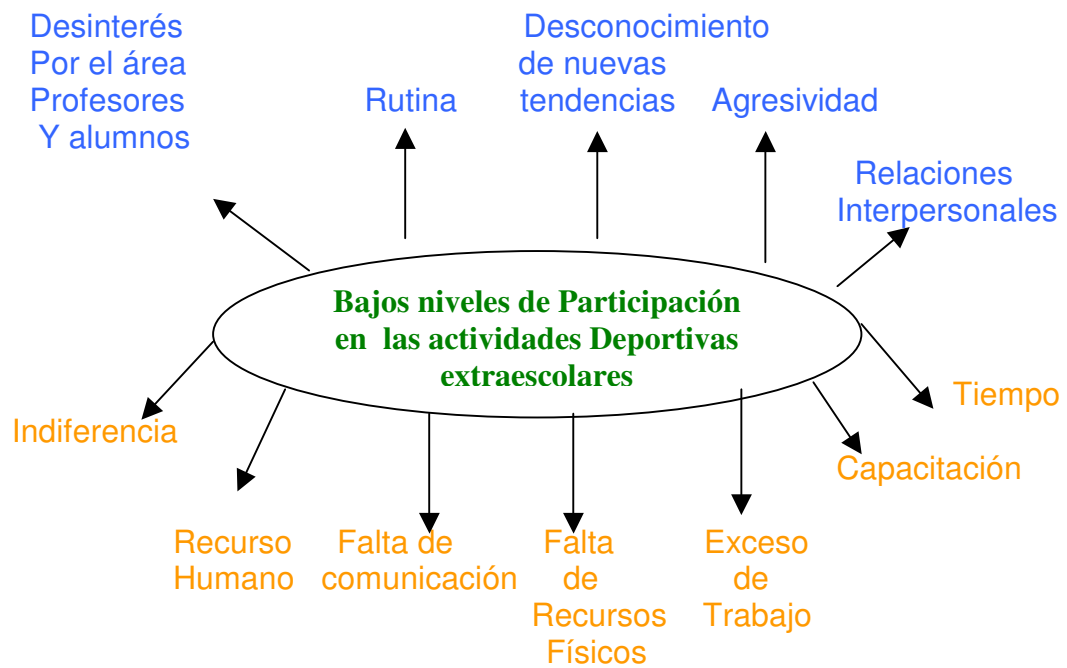 Desinterés
Por el área
Profesores
Y alumnos
Rutina
Desconocimiento
de nuevas
tendencias
Agresividad
Relaciones
Interpersonales
Bajos niveles de Participación
en las actividades Deportivas
extraescolares
Indiferencia
Recurso
Humano
Falta de
comunicación
Falta
de
Recursos
Físicos
Exceso
de
Trabajo
Capacitación
Tiempo